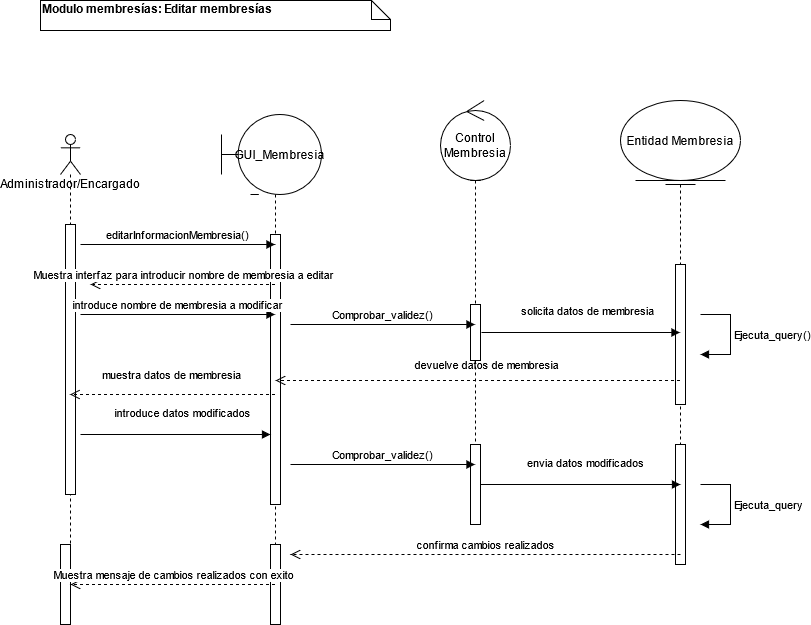 Modulo membresías: Editar membresías
Control
Membresia
Entidad Membresia
GUI_Membresia
Administrador/Encargado
editarInformacionMembresia()
Muestra interfaz para introducir nombre de membresia a editar
introduce nombre de membresia a modificar
Comprobar_validez()
solicita datos de membresia
Ejecuta_query()
devuelve datos de membresia
muestra datos de membresia
introduce datos modificados
Comprobar_validez()
envia datos modificados
Ejecuta_query
confirma cambios realizados
Muestra mensaje de cambios realizados con exito